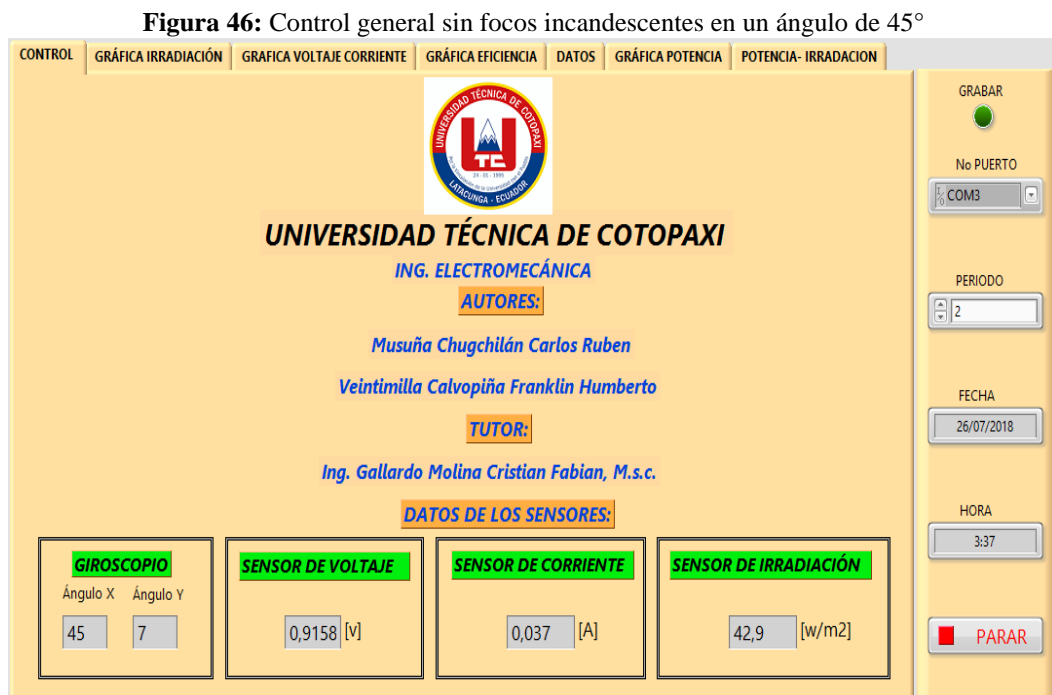 Figura 46: Control general sin focos incandescentes en un ángulo de 45°
CONTROL GRÁFICA IRRADIACIÓN GRAFICA VOLTAJE CORRIENTE GRÁFICA EFICIENCIA DATOS GRÁFICA POTENCIA POTENCIA- IRRADACION
UNIVERSIDAD TÉCNICA DE COTOPAXI
UTC
LATACUNGA - ECUADOR
UNIVERSIDAD TÉCNICA DE COTOPAXI
ING. ELECTROMECÁNICA
AUTORES:
Musuña Chugchilán Carlos Ruben
Veintimilla Calvopiña Franklin Humberto
TUTOR:
Ing. Gallardo Molina Cristian Fabian, M.s.c.
DATOS DE LOS SENSORES:
GIROSCOPIO
Ángulo X Ángulo Y
45 7
SENSOR DE VOLTAJE
0,9158 [v]
SENSOR DE CORRIENTE
0,037 [A]
SENSOR DE IRRADIACIÓN
42,9 [w/m2]
GRABAR
No PUERTO
COM3
PERIODO
2
FECHA
26/07/2018
HORA
3:37
PARAR